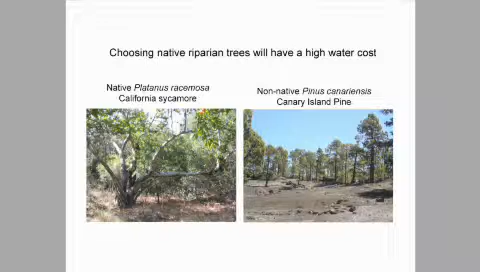 Choosing native riparian trees will have a high water cost
Native Platanus racemosa
California sycamore
Non-native Pinus canariensis
Canary Island Pine